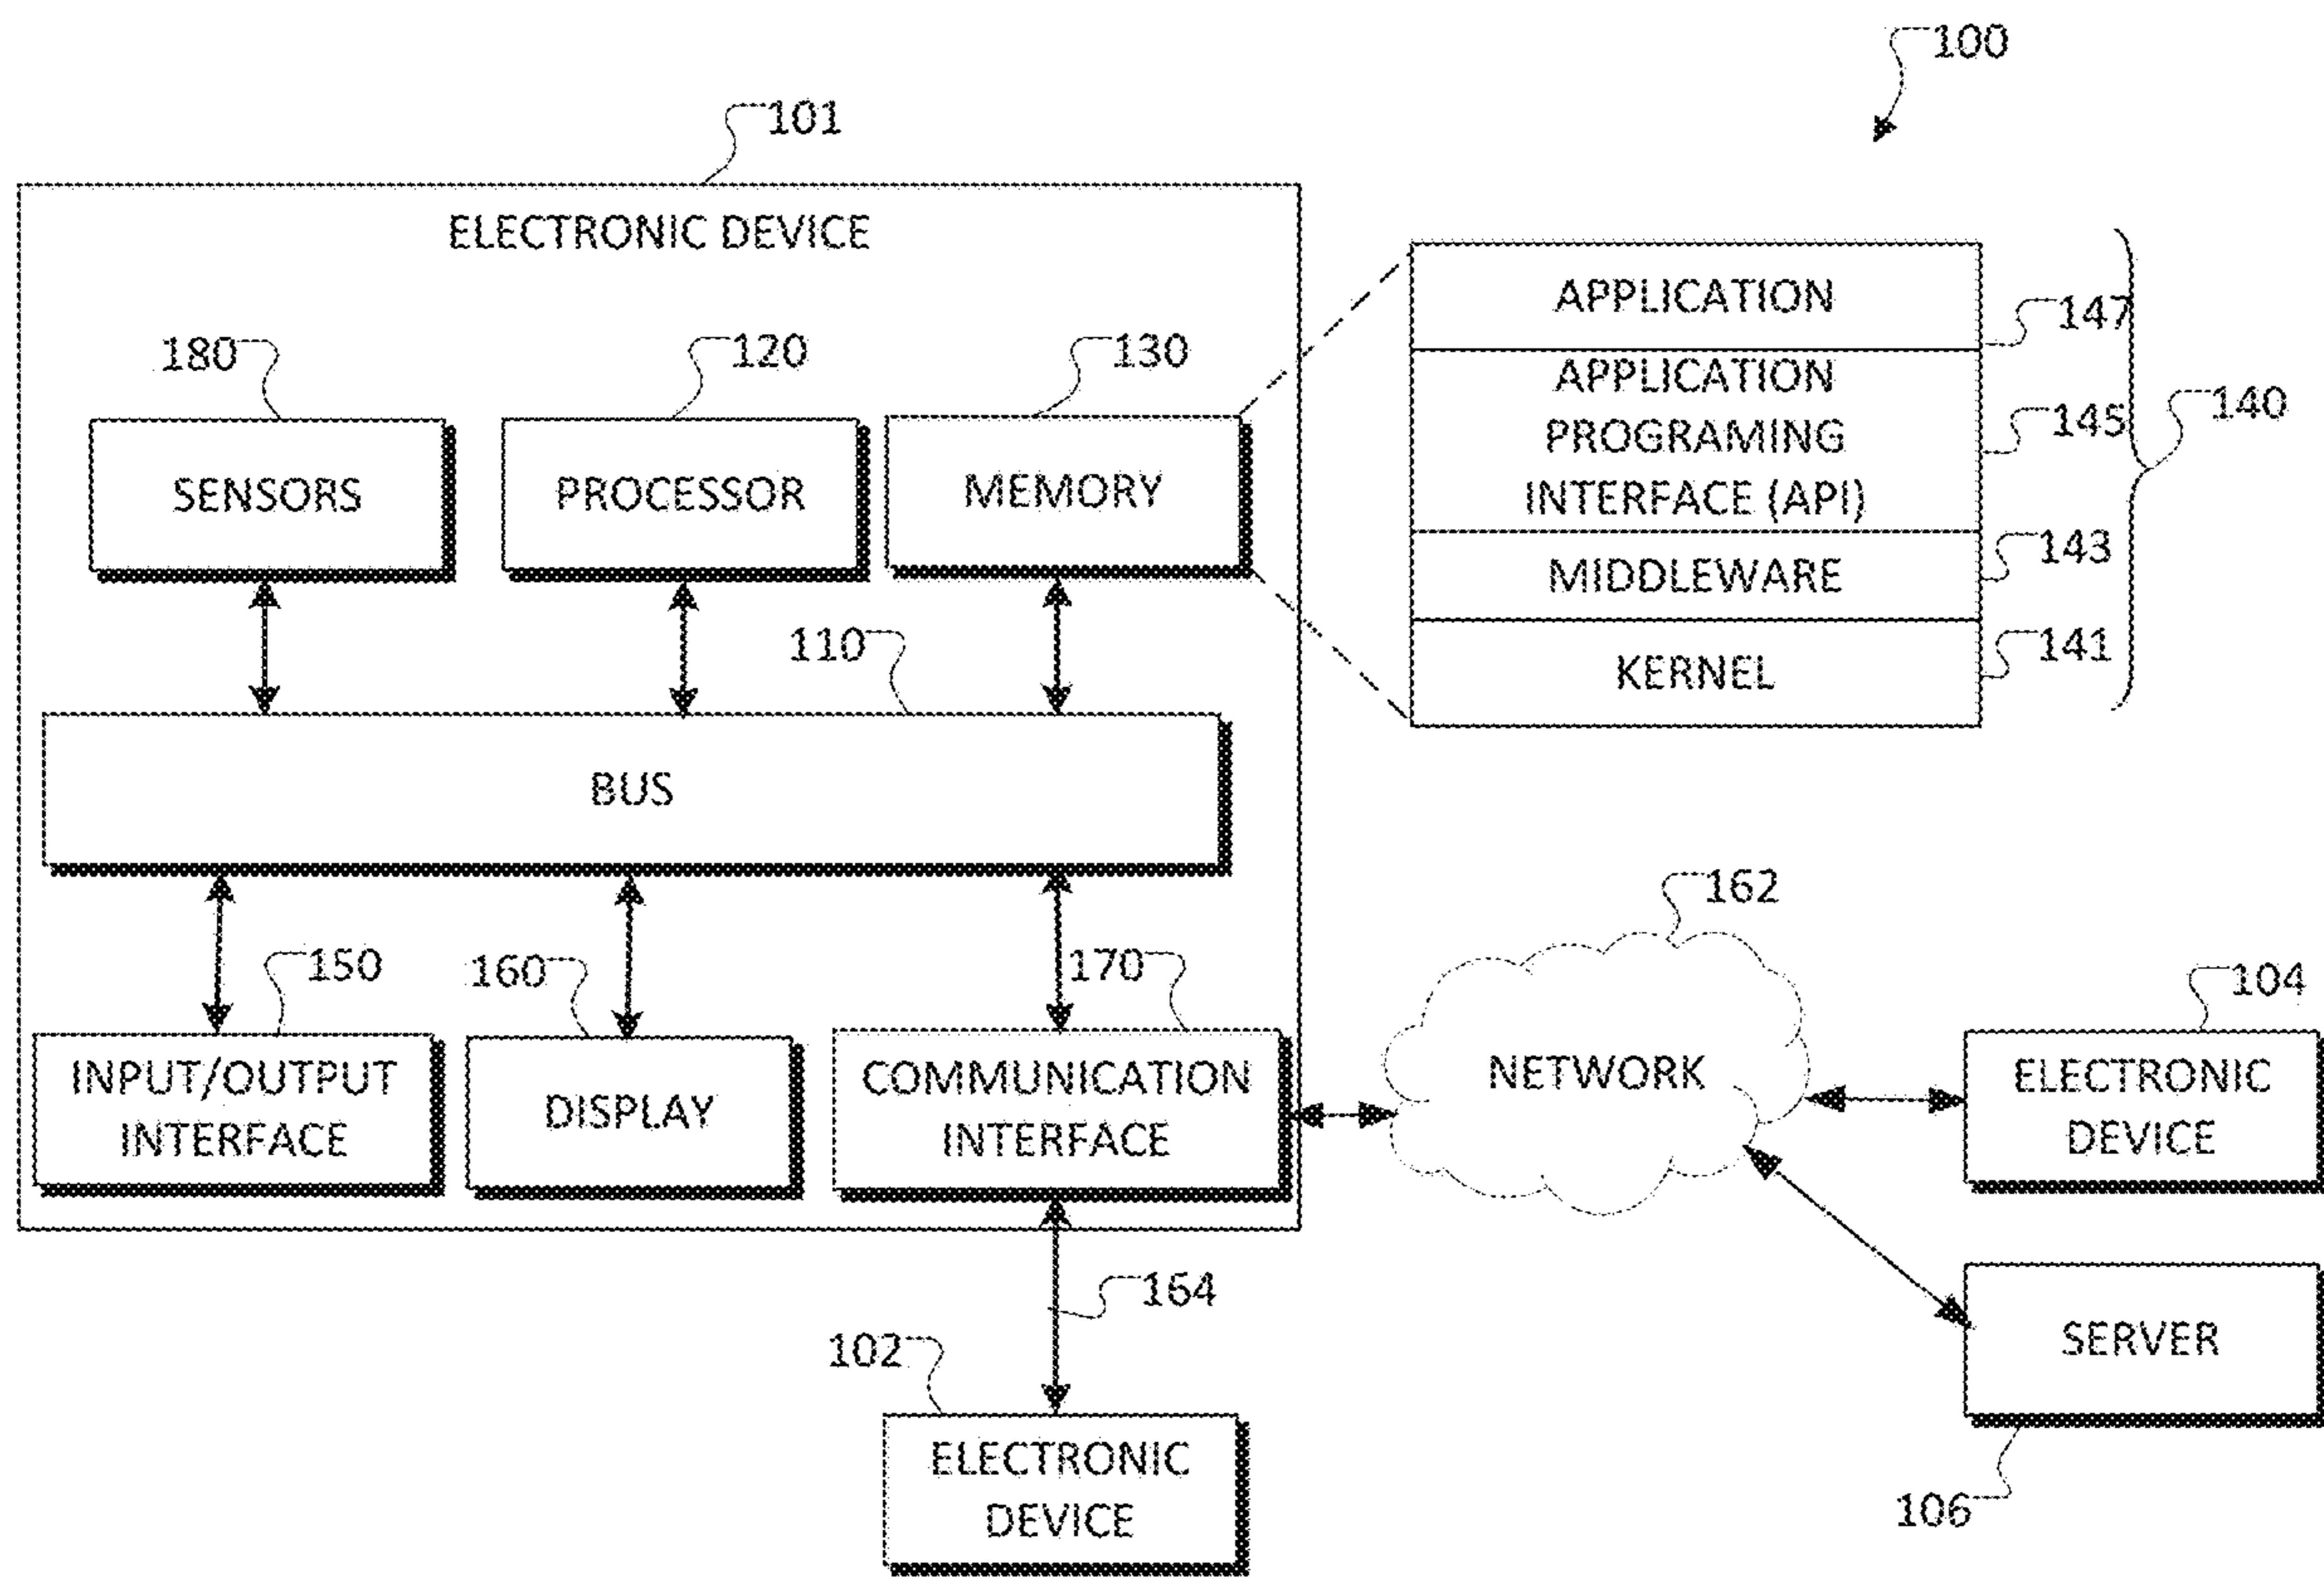 100
101
ELECTRONIC DEVICE
180
120
130
SENSORS
PROCESSOR
MEMORY
APPLICATION
147
APPLICATION
PROGRAMING
INTERFACE (API)
145
140
MIDDLEWARE
143
KERNEL
141
110
BUS
150
160
170
INPUT/OUTPUT
INTERFACE
DISPLAY
COMMUNICATION
INTERFACE
162
NETWORK
104
ELECTRONIC
DEVICE
164
102
ELECTRONIC
DEVICE
SERVER
106